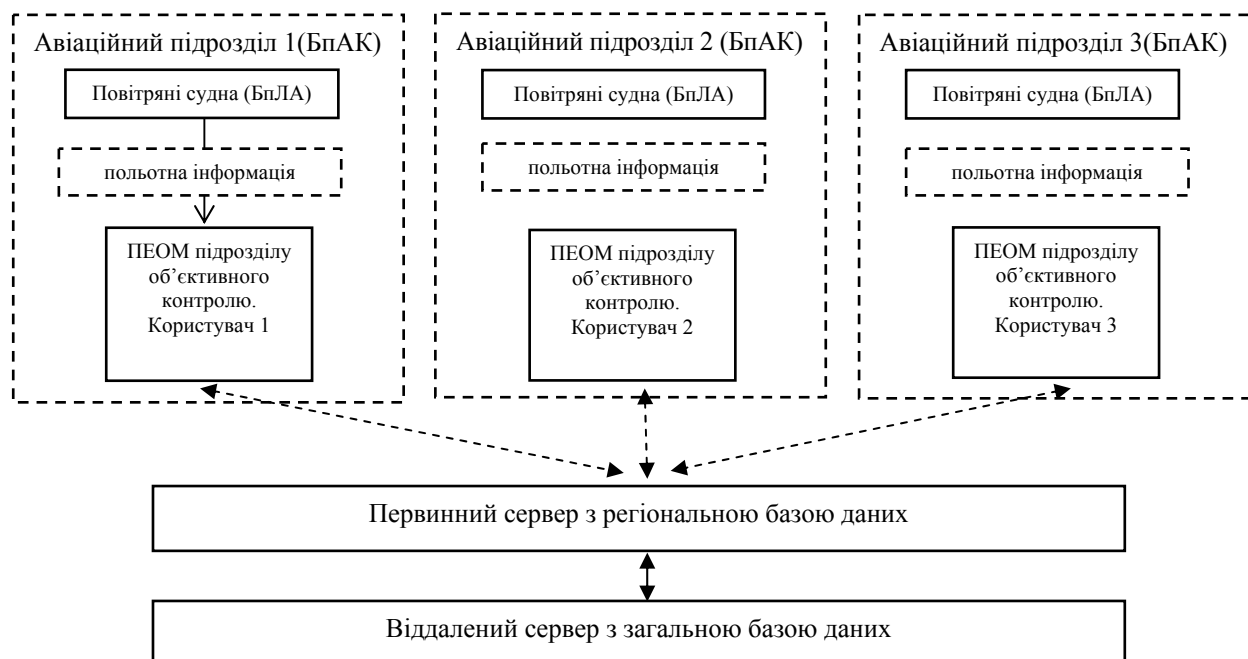 Авіаційний підрозділ 1(БпАК)
Повітряні судна (БпЛА)
польотна інформація
ПЕОМ підрозділу
об’єктивного
контролю.
Користувач 1
Авіаційний підрозділ 2 (БпАК)
Повітряні судна (БпЛА)
польотна інформація
ПЕОМ підрозділу
об’єктивного
контролю.
Користувач 2
Авіаційний підрозділ 3(БпАК)
Повітряні судна (БпЛА)
польотна інформація
ПЕОМ підрозділу
об’єктивного
контролю.
Користувач 3
Первинний сервер з регіональною базою даних
Віддалений сервер з загальною базою даних